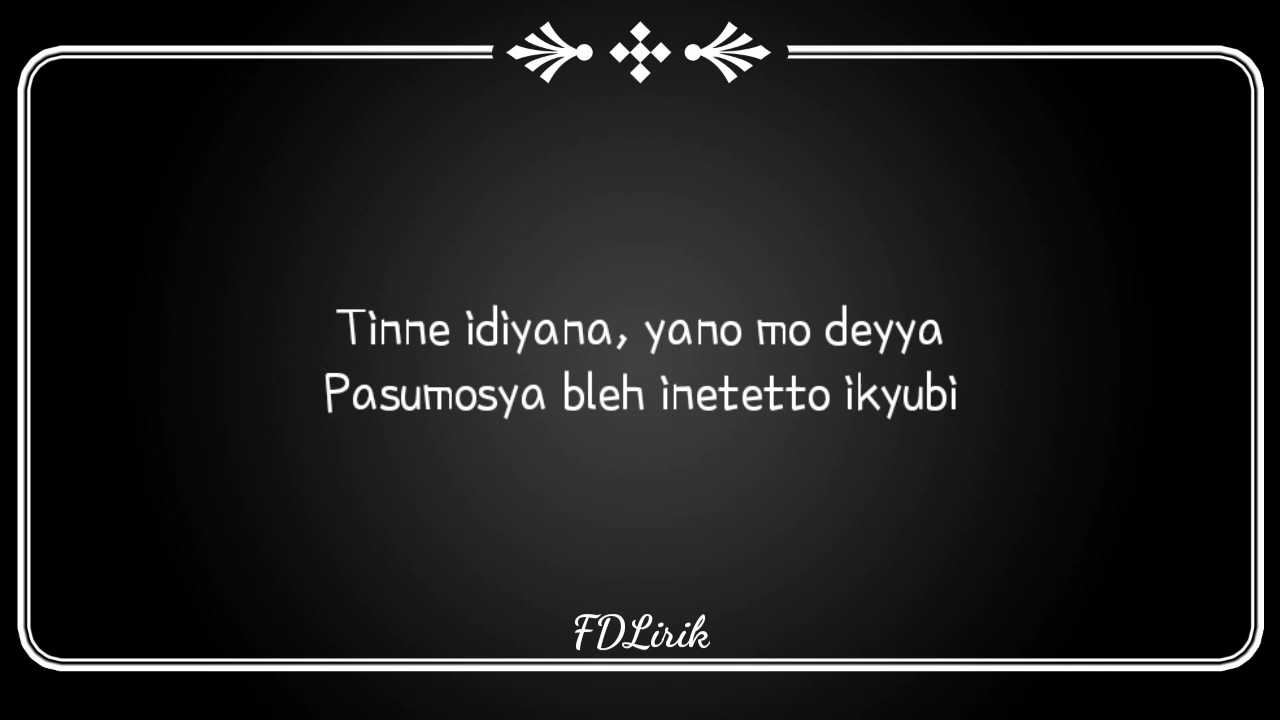 Tinne idiyana, yano mo deyya
Pasumosya bleh inetetto ikyubi
FDLirik